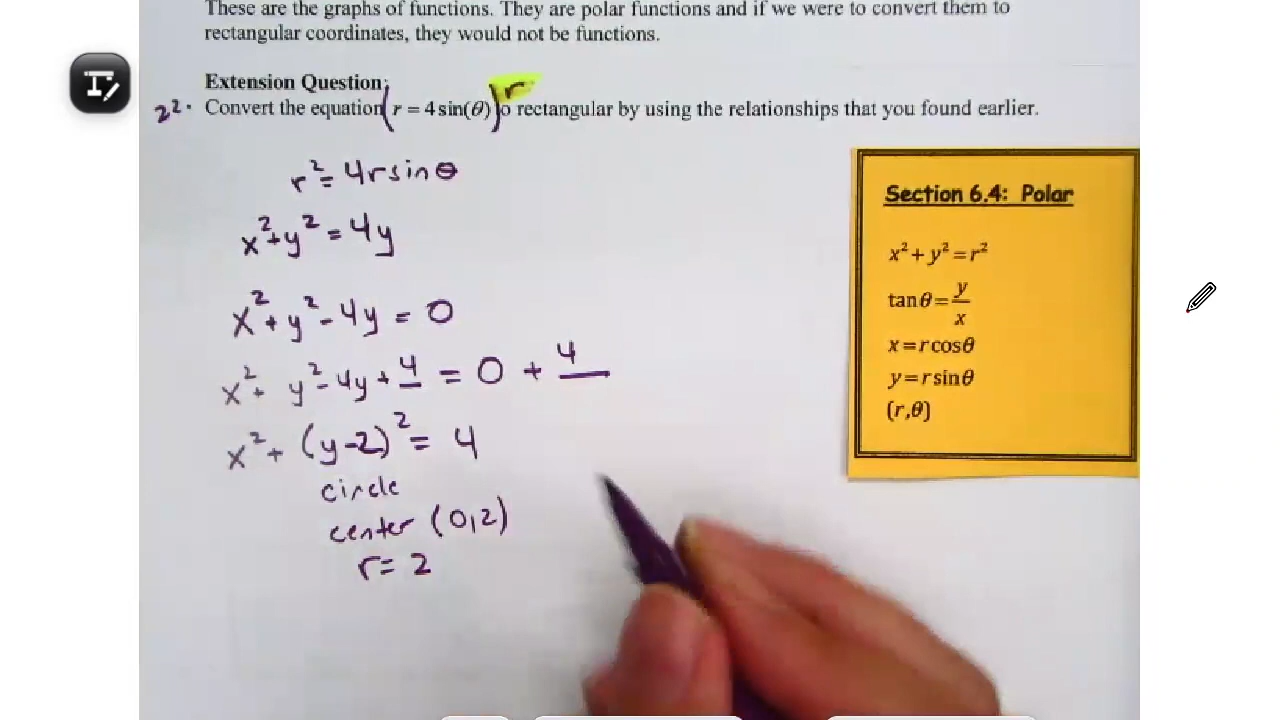 These are the graphs of functions. They are polar functions and if we were to convert them to
rectangular coordinates, they would not be functions.
Extension Question:
22. Convert the equation (r = 4 sin(θ)) r to rectangular by using the relationships that you found earlier.
r² = 4r sin θ
x² + y² = 4y
x² + y² - 4y = 0
x² + y² - 4y + 4 = 0 + 4
x² + (y-2)² = 4
circle
center (0,2)
r = 2
Section 6.4: Polar
x² + y² = r²
tan θ = y/x
x = r cos θ
y = r sin θ
(r,θ)